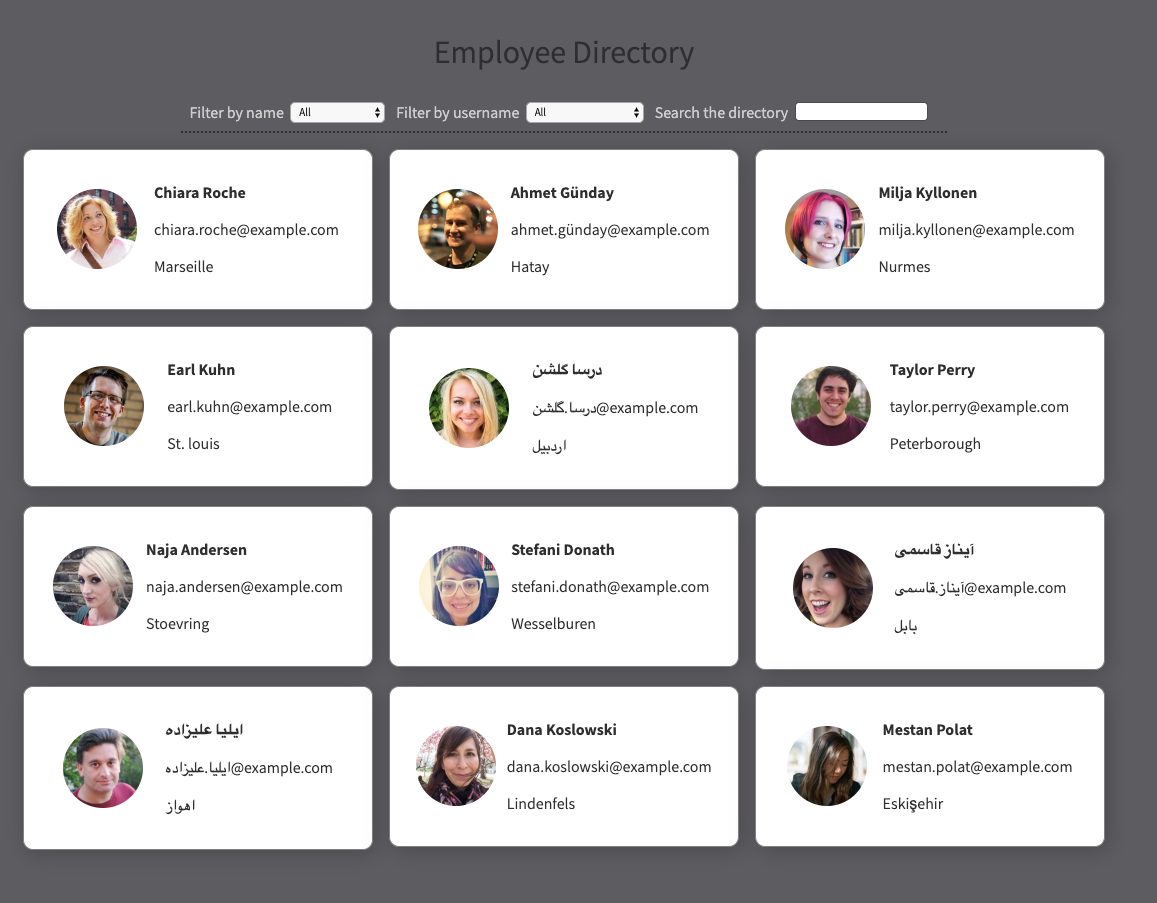 Employee Directory
Filter by name All Filter by username All Search the directory
Chiara Roche
chiara.roche@example.com
Marseille
Ahmet Günday
ahmet.günday@example.com
Hatay
Milja Kyllonen
milja.kyllonen@example.com
Nurmes
Earl Kuhn
earl.kuhn@example.com
St. louis
درسا گلشن
درسا.گلشن@example.com
اردبیل
Taylor Perry
taylor.perry@example.com
Peterborough
Naja Andersen
naja.andersen@example.com
Stoevring
Stefani Donath
stefani.donath@example.com
Wesselburen
آیناز قاسمی
آیناز.قاسمی@example.com
بابل
ایلیا علیزاده
ایلیا.علیزاده@example.com
اهواز
Dana Koslowski
dana.koslowski@example.com
Lindenfels
Mestan Polat
mestan.polat@example.com
Eskişehir